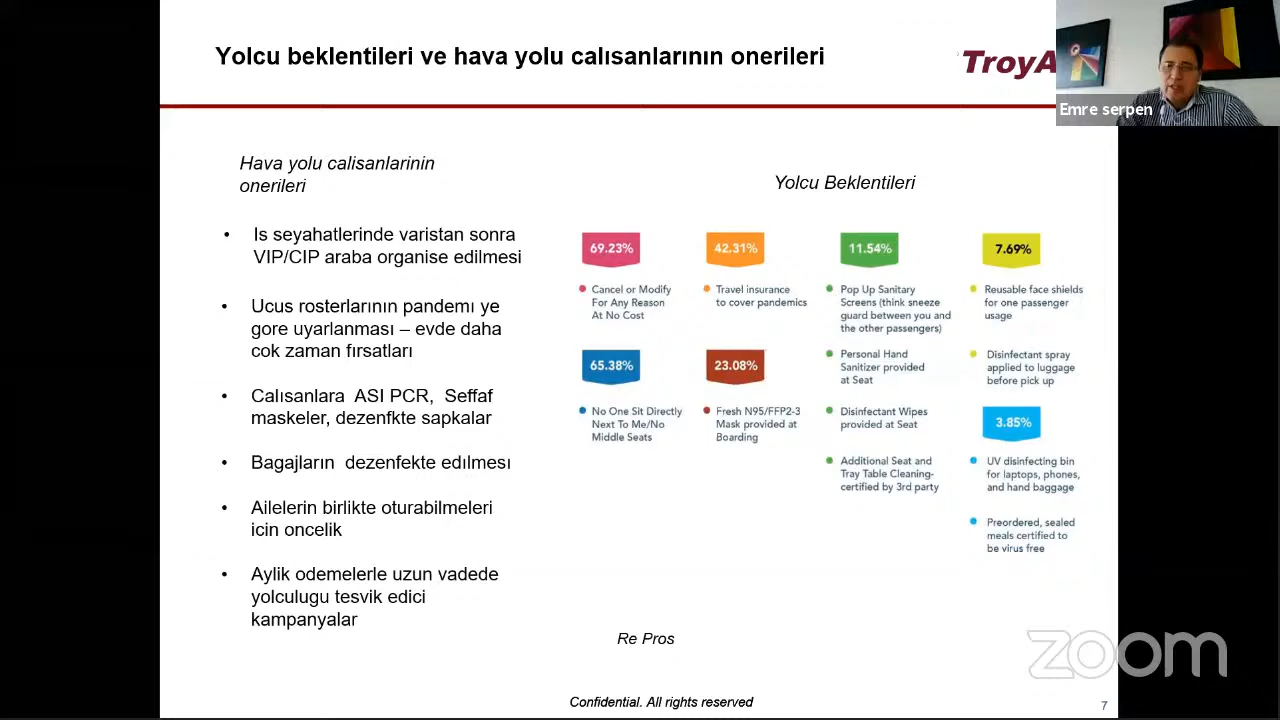 Yolcu beklentileri ve hava yolu calısanlarının onerileri
TroyA
Emre serpen
Hava yolu calisanlarinin
onerileri
• Is seyahatlerinde varistan sonra
VIP/CIP araba organise edilmesi
• Ucus rosterlarının pandemı ye
gore uyarlanması – evde daha
cok zaman fırsatları
• Calısanlara ASI PCR, Seffaf
maskeler, dezenfkte sapkalar
• Bagajların dezenfekte edılmesı
• Ailelerin birlikte oturabilmeleri
icin oncelik
• Aylik odemelerle uzun vadede
yolculugu tesvik edici
kampanyalar
Yolcu Beklentileri
69.23%
• Cancel or Modify
For Any Reason
At No Cost
65.38%
• No One Sit Directly
Next To Me/No
Middle Seats
42.31%
• Travel insurance
to cover pandemics
23.08%
• Fresh N95/FFP2-3
Mask provided at
Boarding
11.54%
• Pop Up Sanitary
Screens (think sneeze
guard between you and
the other passengers)
• Personal Hand
Sanitizer provided
at Seat
• Disinfectant Wipes
provided at Seat
• Additional Seat and
Tray Table Cleaning-
certified by 3rd party
7.69%
• Reusable face shields
for one passenger
usage
• Disinfectant spray
applied to luggage
before pick up
3.85%
• UV disinfecting bin
for laptops, phones,
and hand baggage
• Preordered, sealed
meals certified to
be virus free
Re Pros
zoom
Confidential. All rights reserved
7